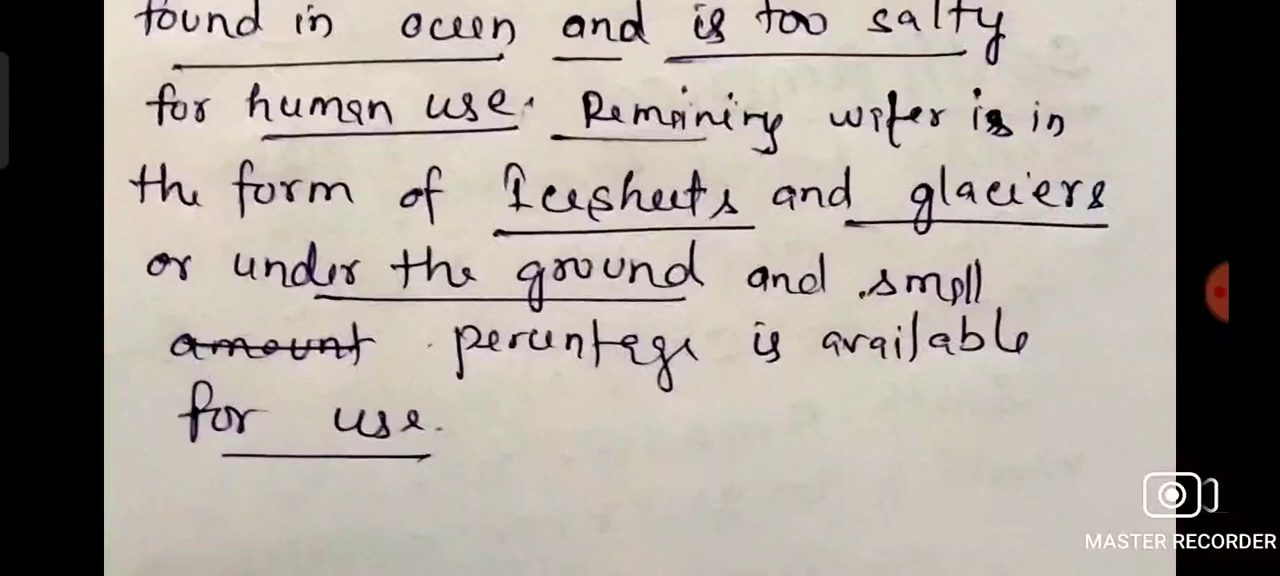 found in oceen and is too salty
for human use. Remaining water is in
the form of Icesheets and glaciers
or under the ground and small
amount percentage is available
for use.
MASTER RECORDER